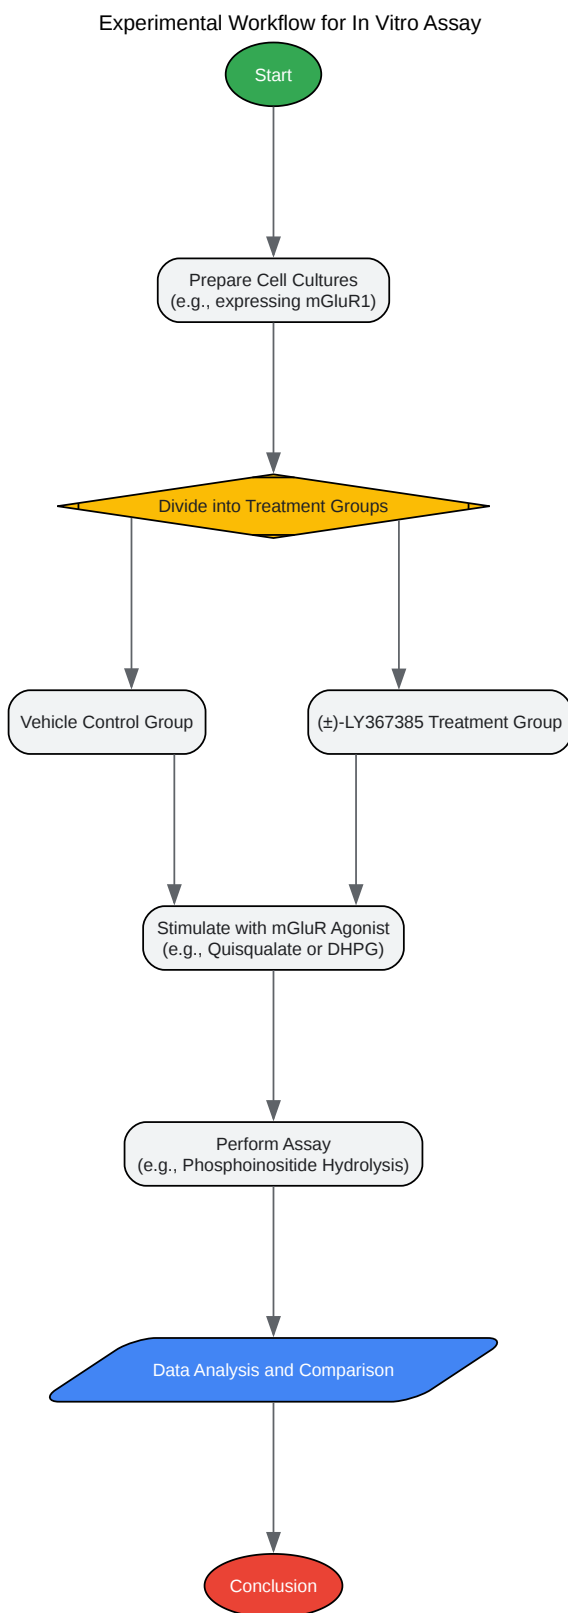 Experimental Workflow for In Vitro Assay
Start
Prepare Cell Cultures
(e.g., expressing mGluR1)
Divide into Treatment Groups
Vehicle Control Group
(±)-LY367385 Treatment Group
Stimulate with mGluR Agonist
(e.g., Quisqualate or DHPG)
Perform Assay
(e.g., Phosphoinositide Hydrolysis)
Data Analysis and Comparison
Conclusion